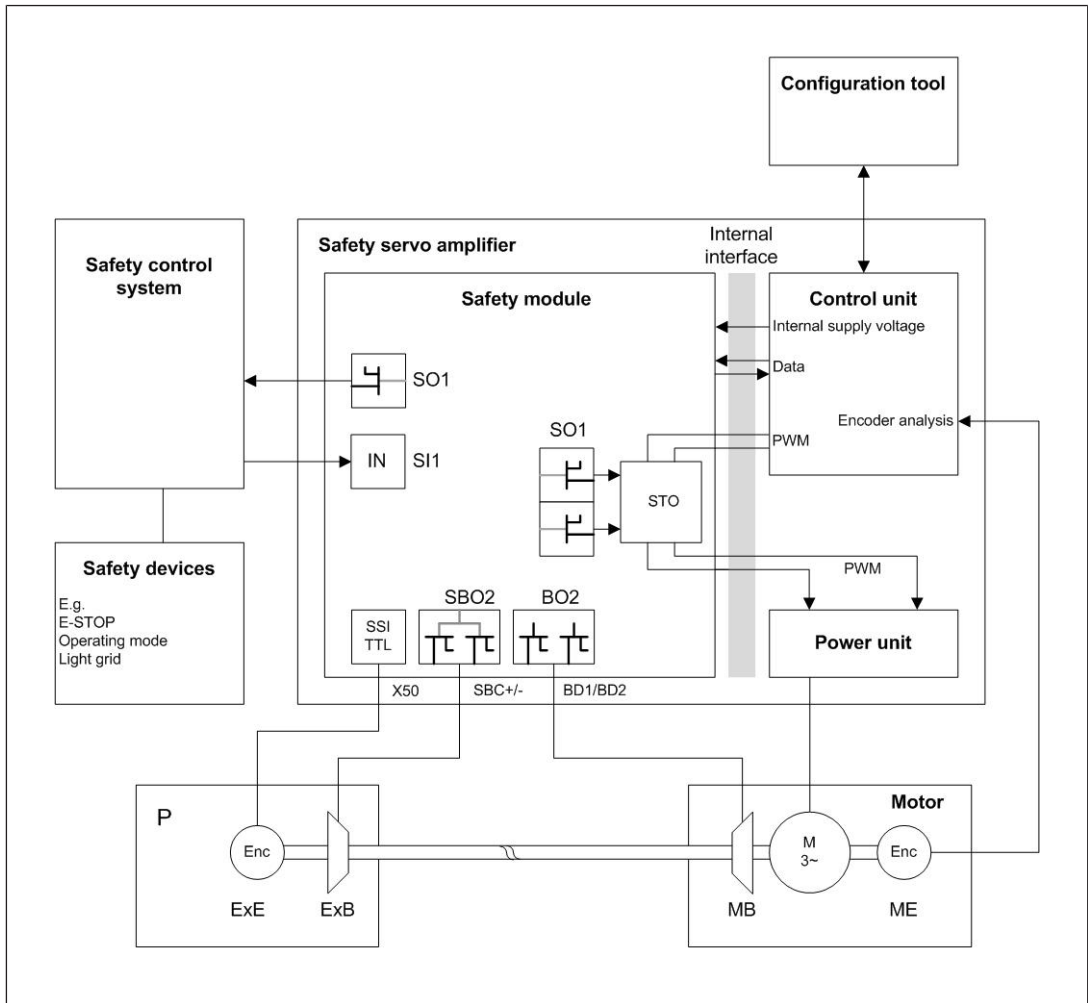 Configuration tool
Safety control
system
Safety servo amplifier
Internal
interface
Safety module
Control unit
Internal supply voltage
Data
SO1
Encoder analysis
SO1
PWM
IN
SI1
STO
Safety devices
E.g.
E-STOP
Operating mode
Light grid
PWM
SBO2
BO2
SSI
TTL
Power unit
X50
SBC+/-
BD1/BD2
P
Motor
Enc
M
3~
Enc
ExE
ExB
MB
ME